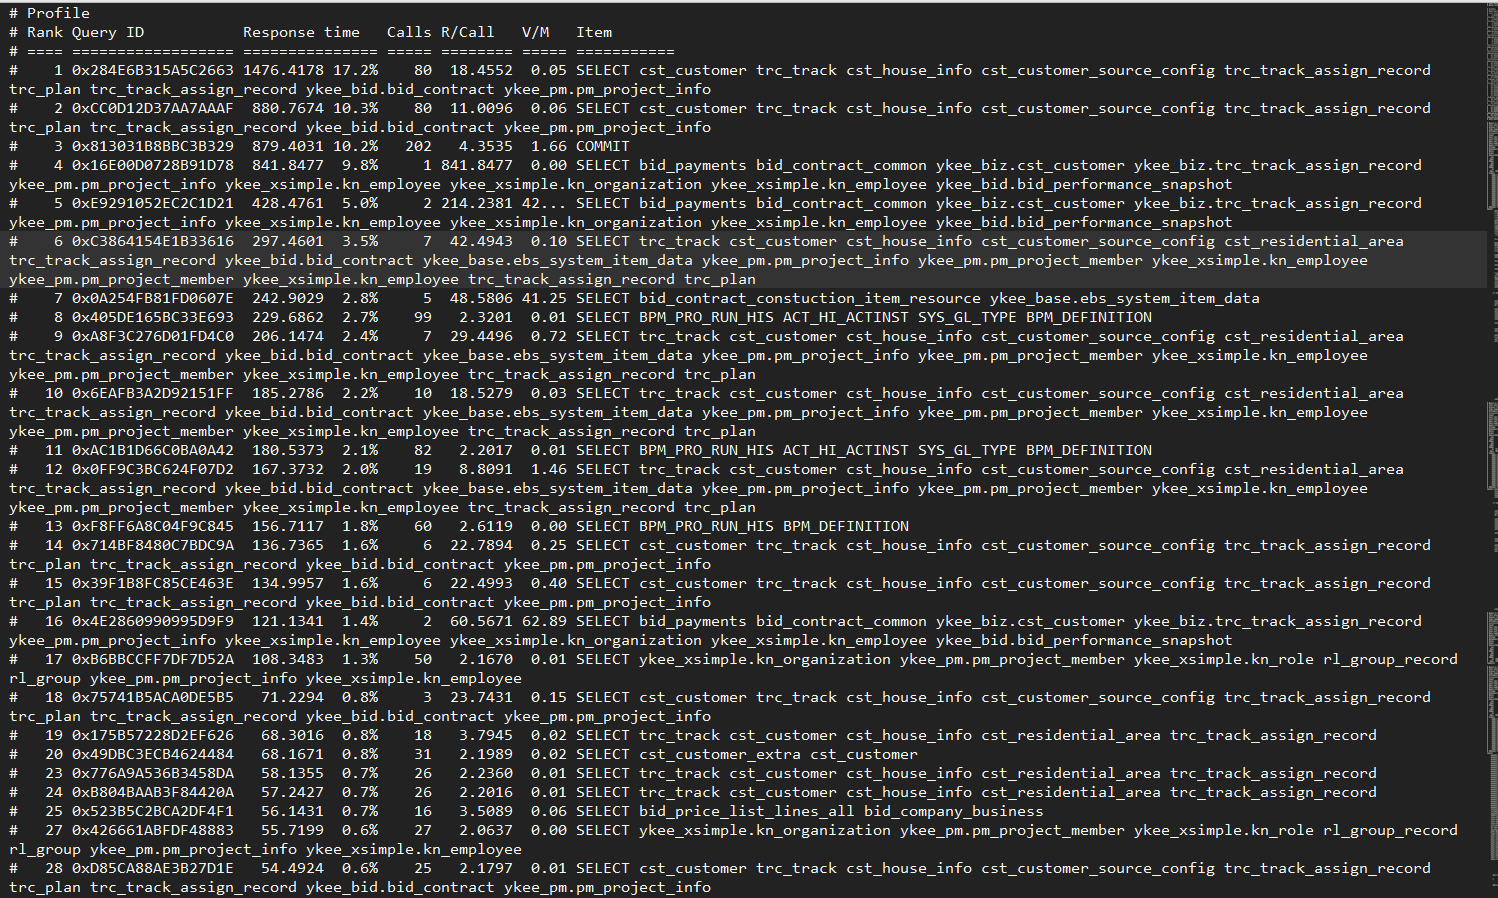 # Profile
# Rank Query ID           Response time   Calls R/Call   V/M   Item
# ==== ================== =============== ===== ======== ===== ===========
#    1 0x284E6B315A5C2663 1476.4178 17.2%    80  18.4552  0.05 SELECT cst_customer trc_track cst_house_info cst_customer_source_config trc_track_assign_record
trc_plan trc_track_assign_record ykee_bid.bid_contract ykee_pm.pm_project_info
#    2 0xCC0D12D37AA7AAAF  880.7674 10.3%    80  11.0096  0.06 SELECT cst_customer trc_track cst_house_info cst_customer_source_config trc_track_assign_record
trc_plan trc_track_assign_record ykee_bid.bid_contract ykee_pm.pm_project_info
#    3 0x813031B8BBC3B329  879.4031 10.2%   202   4.3535  1.66 COMMIT
#    4 0x16E00D0728B91D78  841.8477  9.8%     1 841.8477  0.00 SELECT bid_payments bid_contract_common ykee_biz.cst_customer ykee_biz.trc_track_assign_record
ykee_pm.pm_project_info ykee_xsimple.kn_employee ykee_xsimple.kn_organization ykee_xsimple.kn_employee ykee_bid.bid_performance_snapshot
#    5 0xE9291052EC2C1D21  428.4761  5.0%     2 214.2381 42... SELECT bid_payments bid_contract_common ykee_biz.cst_customer ykee_biz.trc_track_assign_record
ykee_pm.pm_project_info ykee_xsimple.kn_employee ykee_xsimple.kn_organization ykee_xsimple.kn_employee ykee_bid.bid_performance_snapshot
#    6 0xC3864154E1B33616  297.4601  3.5%     7  42.4943  0.10 SELECT trc_track cst_customer cst_house_info cst_customer_source_config cst_residential_area
trc_track_assign_record ykee_bid.bid_contract ykee_base.ebs_system_item_data ykee_pm.pm_project_info ykee_pm.pm_project_member ykee_xsimple.kn_employee
ykee_pm.pm_project_member ykee_xsimple.kn_employee trc_track_assign_record trc_plan
#    7 0x0A254FB81FD0607E  242.9029  2.8%     5  48.5806 41.25 SELECT bid_contract_constuction_item_resource ykee_base.ebs_system_item_data
#    8 0x405DE165BC33E693  229.6862  2.7%    99   2.3201  0.01 SELECT BPM_PRO_RUN_HIS ACT_HI_ACTINST SYS_GL_TYPE BPM_DEFINITION
#    9 0xA8F3C276D01FD4C0  206.1474  2.4%     7  29.4496  0.72 SELECT trc_track cst_customer cst_house_info cst_customer_source_config cst_residential_area
trc_track_assign_record ykee_bid.bid_contract ykee_base.ebs_system_item_data ykee_pm.pm_project_info ykee_pm.pm_project_member ykee_xsimple.kn_employee
ykee_pm.pm_project_member ykee_xsimple.kn_employee trc_track_assign_record trc_plan
#   10 0x6EAFB3A2D92151FF  185.2786  2.2%    10  18.5279  0.03 SELECT trc_track cst_customer cst_house_info cst_customer_source_config cst_residential_area
trc_track_assign_record ykee_bid.bid_contract ykee_base.ebs_system_item_data ykee_pm.pm_project_info ykee_pm.pm_project_member ykee_xsimple.kn_employee
ykee_pm.pm_project_member ykee_xsimple.kn_employee trc_track_assign_record trc_plan
#   11 0xAC1B1D66C0BA0A42  180.5373  2.1%    82   2.2017  0.01 SELECT BPM_PRO_RUN_HIS ACT_HI_ACTINST SYS_GL_TYPE BPM_DEFINITION
#   12 0x0FF9C3BC624F07D2  167.3732  2.0%    19   8.8091  1.46 SELECT trc_track cst_customer cst_house_info cst_customer_source_config cst_residential_area
trc_track_assign_record ykee_bid.bid_contract ykee_base.ebs_system_item_data ykee_pm.pm_project_info ykee_pm.pm_project_member ykee_xsimple.kn_employee
ykee_pm.pm_project_member ykee_xsimple.kn_employee trc_track_assign_record trc_plan
#   13 0xF8FF6A8C04F9C845  156.7117  1.8%    60   2.6119  0.00 SELECT BPM_PRO_RUN_HIS BPM_DEFINITION
#   14 0x714BF8480C7BDC9A  136.7365  1.6%     6  22.7894  0.25 SELECT cst_customer trc_track cst_house_info cst_customer_source_config trc_track_assign_record
trc_plan trc_track_assign_record ykee_bid.bid_contract ykee_pm.pm_project_info
#   15 0x39F1B8FC85CE463E  134.9957  1.6%     6  22.4993  0.40 SELECT cst_customer trc_track cst_house_info cst_customer_source_config trc_track_assign_record
trc_plan trc_track_assign_record ykee_bid.bid_contract ykee_pm.pm_project_info
#   16 0x4E2860990995D9F9  121.1341  1.4%     2  60.5671 62.89 SELECT bid_payments bid_contract_common ykee_biz.cst_customer ykee_biz.trc_track_assign_record
ykee_pm.pm_project_info ykee_xsimple.kn_employee ykee_xsimple.kn_organization ykee_xsimple.kn_employee ykee_bid.bid_performance_snapshot
#   17 0xB6BBCCFF7DF7D52A  108.3483  1.3%    50   2.1670  0.01 SELECT ykee_xsimple.kn_organization ykee_pm.pm_project_member ykee_xsimple.kn_role rl_group_record
rl_group ykee_pm.pm_project_info ykee_xsimple.kn_employee
#   18 0x75741B5ACA0DE5B5   71.2294  0.8%     3  23.7431  0.15 SELECT cst_customer trc_track cst_house_info cst_customer_source_config trc_track_assign_record
trc_plan trc_track_assign_record ykee_bid.bid_contract ykee_pm.pm_project_info
#   19 0x175B57228D2EF626   68.3016  0.8%    18   3.7945  0.02 SELECT trc_track cst_customer cst_house_info cst_residential_area trc_track_assign_record
#   20 0x49DBC3ECB4624484   68.1671  0.8%    31   2.1989  0.02 SELECT cst_customer_extra cst_customer
#   23 0x776A9A536B3458DA   58.1355  0.7%    26   2.2360  0.01 SELECT trc_track cst_customer cst_house_info cst_residential_area trc_track_assign_record
#   24 0xB804BAAB3F84420A   57.2427  0.7%    26   2.2016  0.01 SELECT trc_track cst_customer cst_house_info cst_residential_area trc_track_assign_record
#   25 0x523B5C2BCA2DF4F1   56.1431  0.7%    16   3.5089  0.06 SELECT bid_price_list_lines_all bid_company_business
#   27 0x426661ABFDF48883   55.7199  0.6%    27   2.0637  0.00 SELECT ykee_xsimple.kn_organization ykee_pm.pm_project_member ykee_xsimple.kn_role rl_group_record
rl_group ykee_pm.pm_project_info ykee_xsimple.kn_employee
#   28 0xD85CA88AE3B27D1E   54.4924  0.6%    25   2.1797  0.01 SELECT cst_customer trc_track cst_house_info cst_customer_source_config trc_track_assign_record
trc_plan trc_track_assign_record ykee_bid.bid_contract ykee_pm.pm_project_info